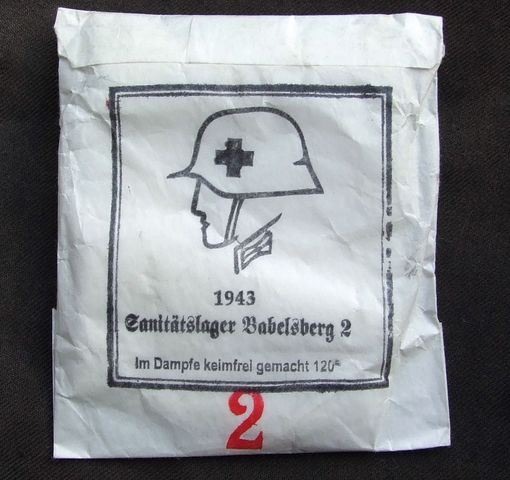 1943
Sanitätslager Babelsberg 2
Im Dampfe keimfrei gemacht 120°
2